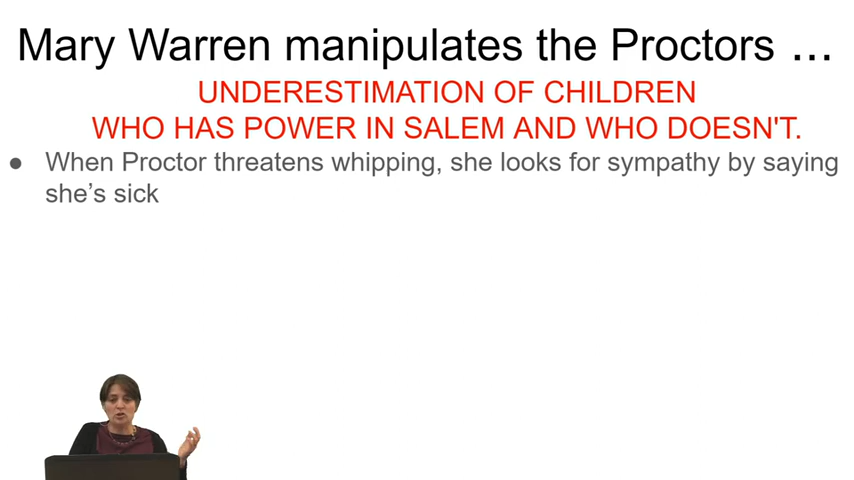 Mary Warren manipulates the Proctors ...
UNDERESTIMATION OF CHILDREN
WHO HAS POWER IN SALEM AND WHO DOESN'T.
● When Proctor threatens whipping, she looks for sympathy by saying
she's sick